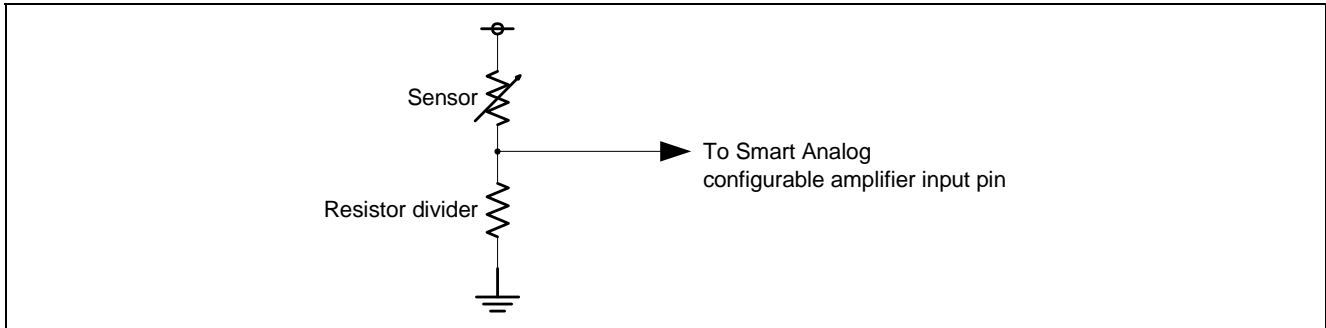 Sensor
To Smart Analog
configurable amplifier input pin
Resistor divider